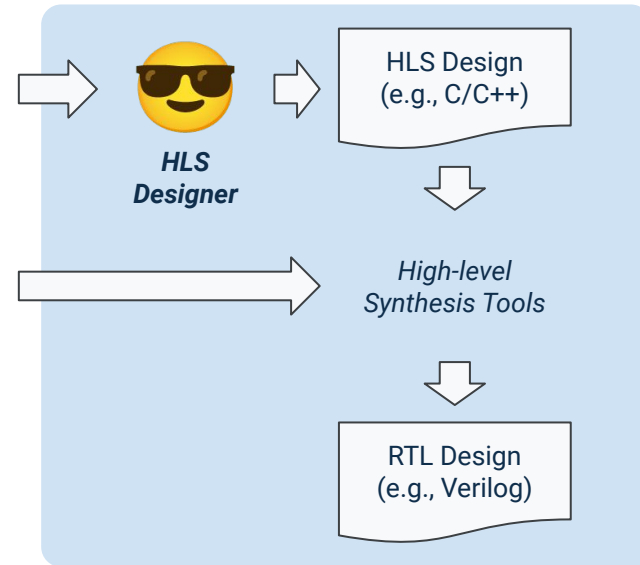 HLS Design
(e.g., C/C++)
HLS
Designer
High-level
Synthesis Tools
RTL Design
(e.g., Verilog)